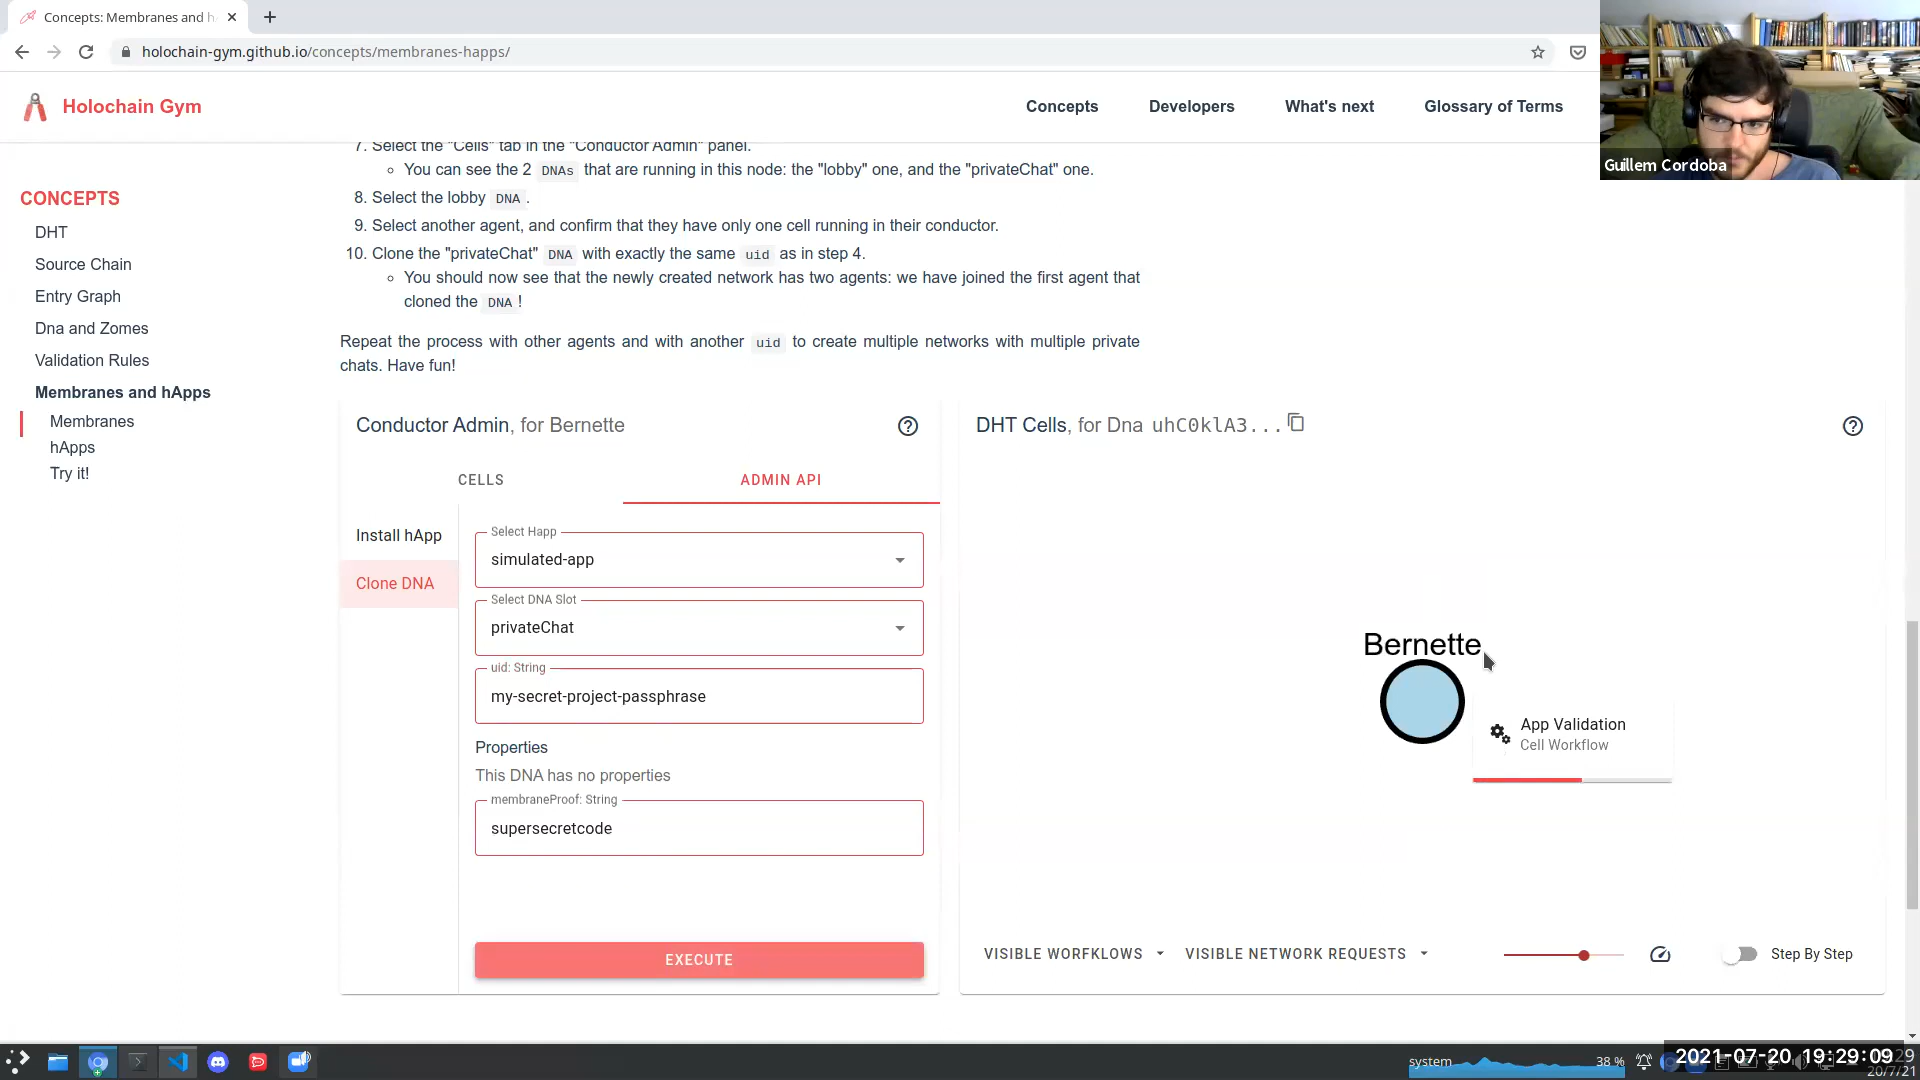 Concepts: Membranes and h
holochain-gym.github.io/concepts/membranes-happs/
Holochain Gym
Concepts
Developers
What's next
Glossary of Terms
Guillem Cordoba
CONCEPTS
DHT
Source Chain
Entry Graph
Dna and Zomes
Validation Rules
Membranes and hApps
Membranes
hApps
Try it!
7. Select the "Cells" tab in the "Conductor Admin" panel.
You can see the 2 DNAs that are running in this node: the "lobby" one, and the "privateChat" one.
8. Select the lobby DNA.
9. Select another agent, and confirm that they have only one cell running in their conductor.
10. Clone the "privateChat" DNA with exactly the same uid as in step 4.
You should now see that the newly created network has two agents: we have joined the first agent that
cloned the DNA !
Repeat the process with other agents and with another uid to create multiple networks with multiple private
chats. Have fun!
Conductor Admin, for Bernette
CELLS
ADMIN API
Install hApp
Clone DNA
Select Happ
simulated-app
Select DNA Slot
privateChat
uid: String
my-secret-project-passphrase
Properties
This DNA has no properties
membraneProof: String
supersecretcode
EXECUTE
DHT Cells, for Dna uhC0klA3...
Bernette
App Validation
Cell Workflow
VISIBLE WORFKLOWS
VISIBLE NETWORK REQUESTS
Step By Step
system
38 %
2021-07-20 19:29:09
20/7/21